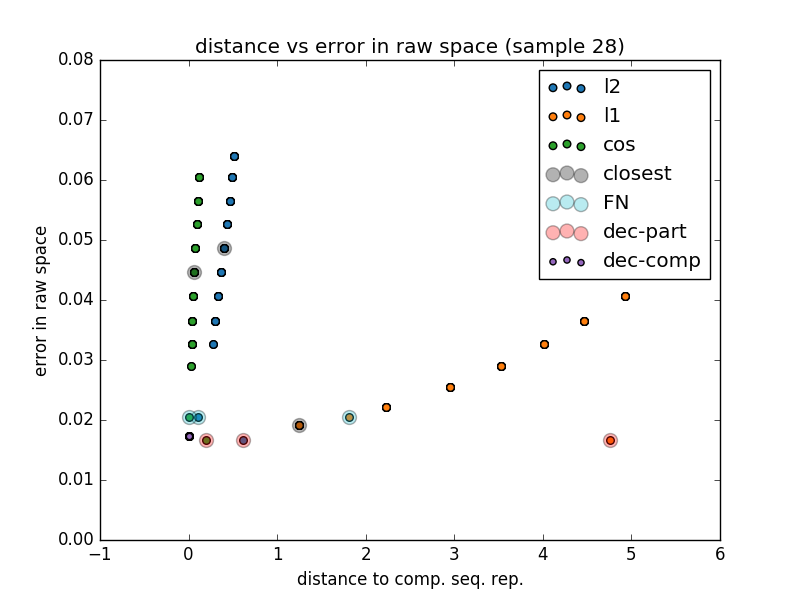 distance vs error in raw space (sample 28)
0.08
0.07
0.06
0.05
0.04
0.03
0.02
0.01
0.00
error in raw space
l2
l1
cos
closest
FN
dec-part
dec-comp
−1 0 1 2 3 4 5 6
distance to comp. seq. rep.